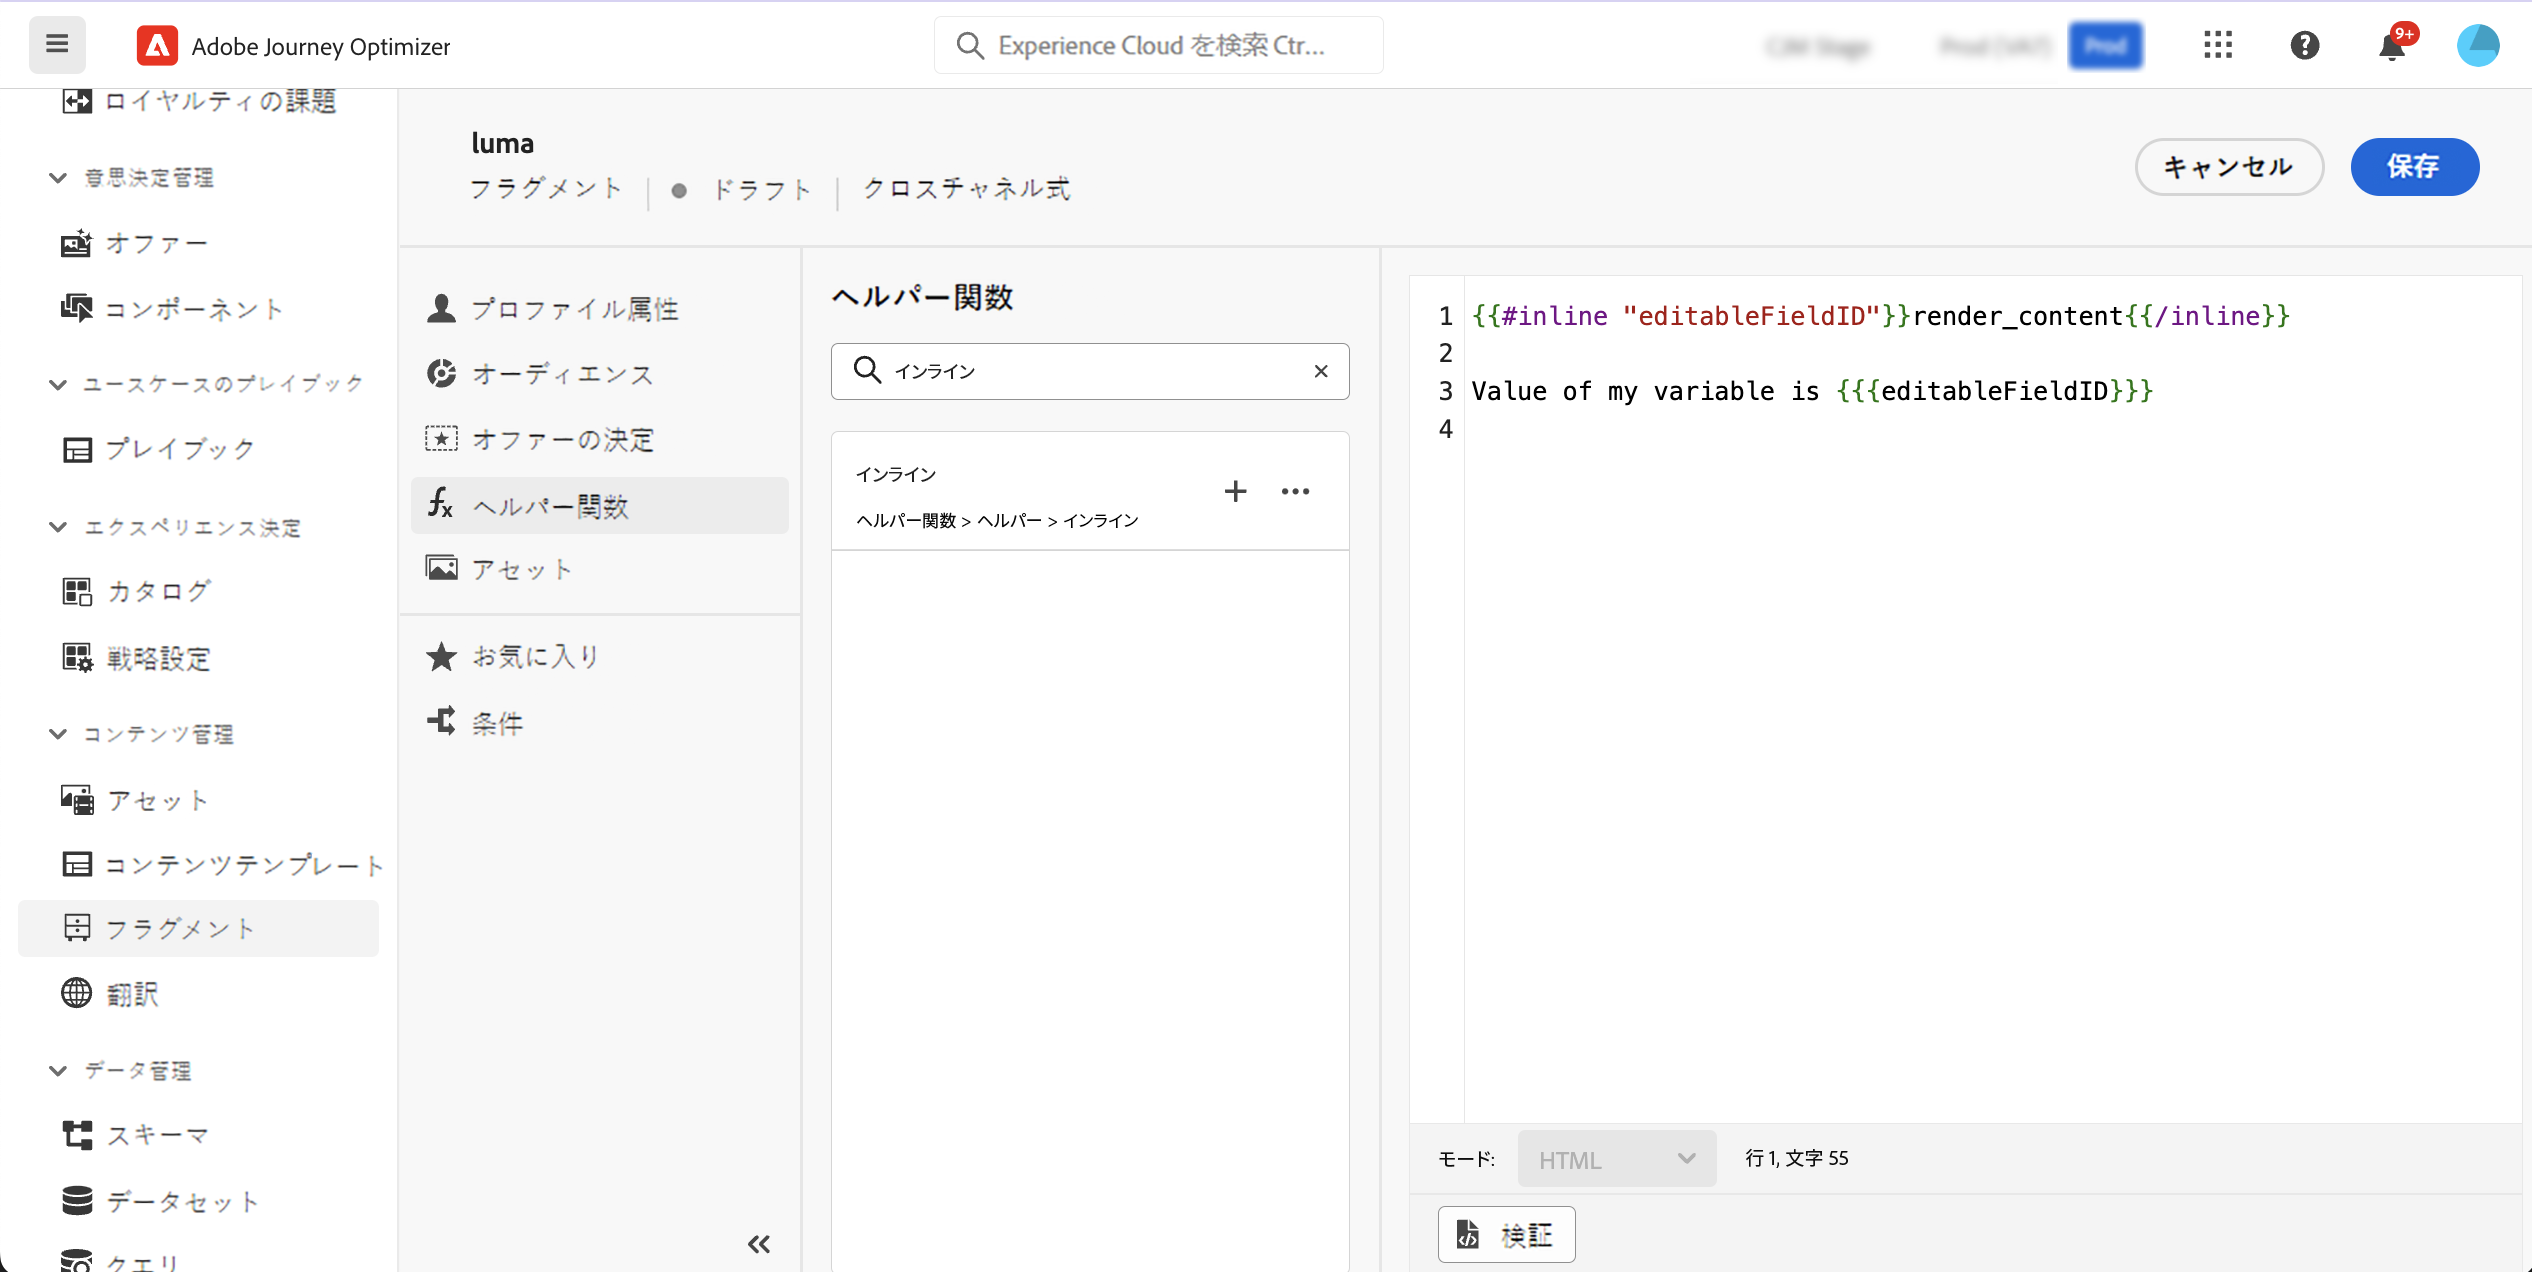 Adobe Journey Optimizer
Experience Cloud を検索 Ctr...
Prod
9+
ロイヤルティの課題
意思決定管理
オファー
コンポーネント
ユースケースのプレイブック
プレイブック
エクスペリエンス決定
カタログ
戦略設定
コンテンツ管理
アセット
コンテンツテンプレート
フラグメント
翻訳
データ管理
スキーマ
データセット
クエリ
luma
フラグメント
ドラフト
クロスチャネル式
キャンセル
保存
プロファイル属性
オーディエンス
オファーの決定
fx ヘルパー関数
アセット
お気に入り
条件
ヘルパー関数
インライン
インライン
ヘルパー関数 > ヘルパー > インライン
1 {{#inline "editableFieldID"}}render_content{{/inline}}
2
3 Value of my variable is {{{editableFieldID}}}
4
モード: HTML 行 1, 文字 55
検証